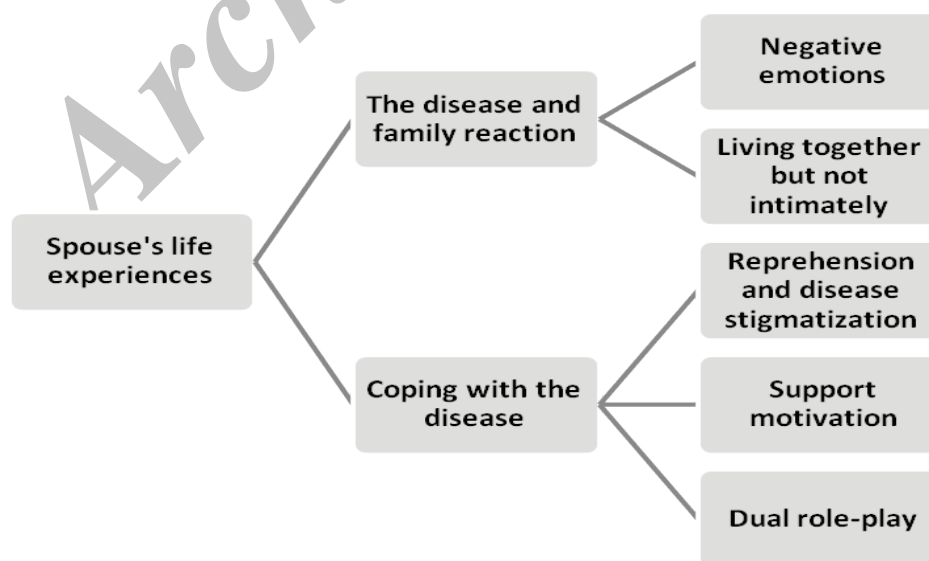 Spouse's life
experiences
The disease and
family reaction
Coping with the
disease
Negative
emotions
Living together
but not
intimately
Reprehension
and disease
stigmatization
Support
motivation
Dual role-play